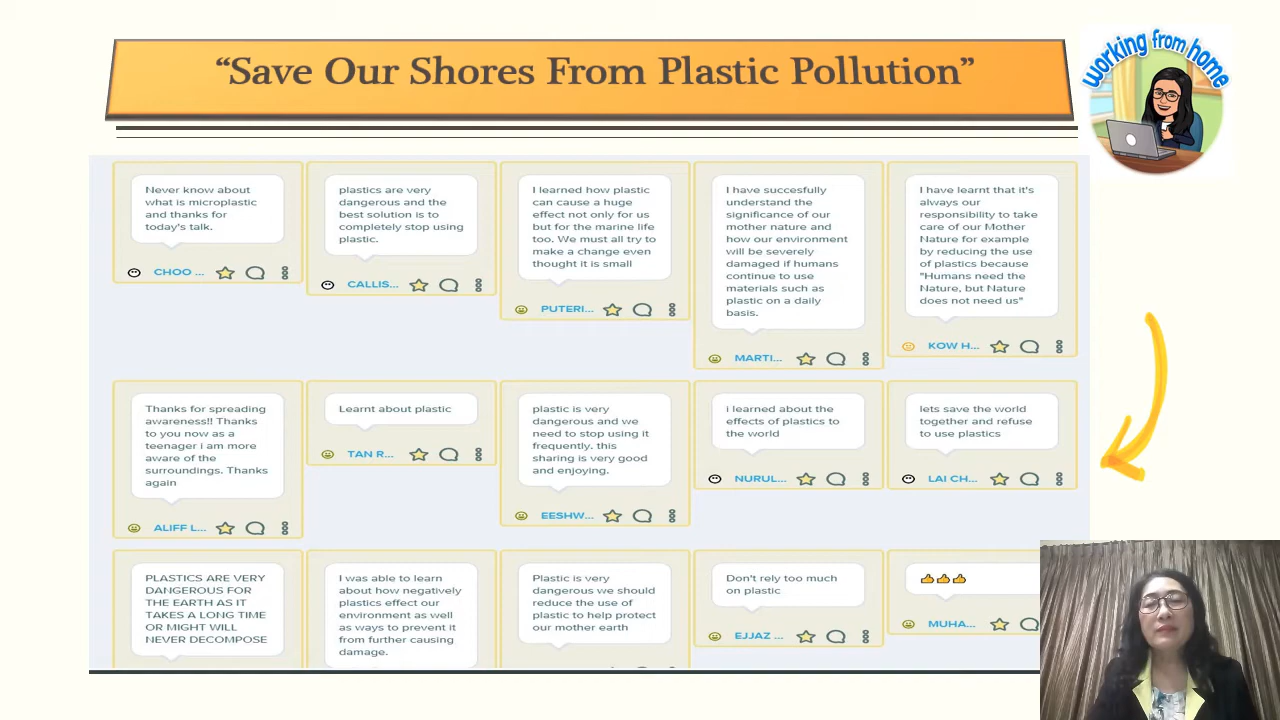 “Save Our Shores From Plastic Pollution”
working from home
Never know about
what is microplastic
and thanks for
today's talk.
CHOO ...
plastics are very
dangerous and the
best solution is to
completely stop using
plastic.
CALLIS...
I learned how plastic
can cause a huge
effect not only for us
but for the marine life
too. We must all try to
make a change even
thought it is small
PUTERI...
I have succesfully
understand the
significance of our
mother nature and
how our environment
will be severely
damaged if humans
continue to use
materials such as
plastic on a daily
basis.
MARTI...
I have learnt that it's
always our
responsibility to take
care of our Mother
Nature for example
by reducing the use
of plastics because
"Humans need the
Nature, but Nature
does not need us"
KOW H...
Thanks for spreading
awareness!! Thanks
to you now as a
teenager i am more
aware of the
surroundings. Thanks
again
ALIFF L...
Learnt about plastic
TAN R...
plastic is very
dangerous and we
need to stop using it
frequently. this
sharing is very good
and enjoying.
EESHW...
i learned about the
effects of plastics to
the world
NURUL...
lets save the world
together and refuse
to use plastics
LAI CH...
PLASTICS ARE VERY
DANGEROUS FOR
THE EARTH AS IT
TAKES A LONG TIME
OR MIGHT WILL
NEVER DECOMPOSE
I was able to learn
about how negatively
plastics effect our
environment as well
as ways to prevent it
from further causing
damage.
Plastic is very
dangerous we should
reduce the use of
plastic to help protect
our mother earth
Don't rely too much
on plastic
EJJAZ ...
👍👍👍
MUHA...